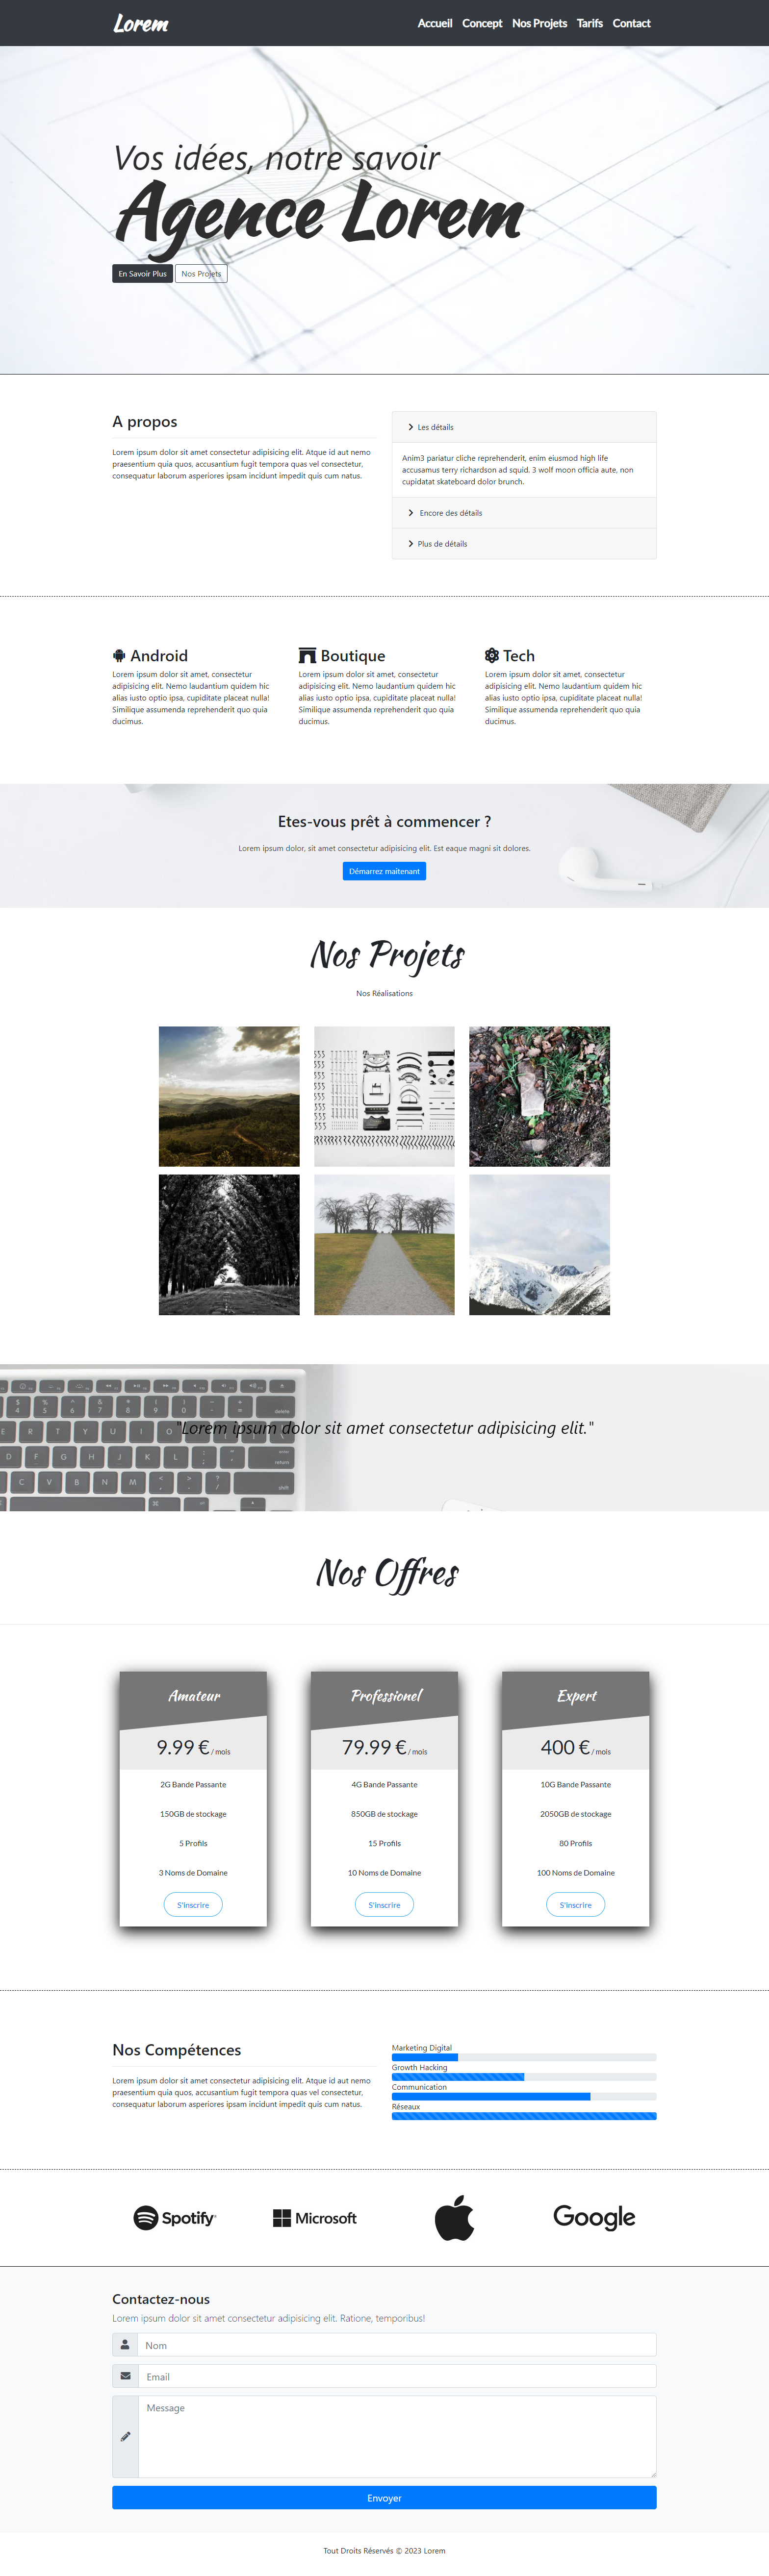 Lorem
Accueil Concept Nos Projets Tarifs Contact
Vos idées, notre savoir
Agence Lorem
En Savoir Plus
Nos Projets
A propos
Lorem ipsum dolor sit amet consectetur adipisicing elit. Atque id aut nemo
praesentium quia quos, accusantium fugit tempora quas vel consectetur,
consequatur laborum asperiores ipsam incidunt impedit quis cum natus.
Les détails
Anim3 pariatur cliche reprehenderit, enim eiusmod high life
accusamus terry richardson ad squid. 3 wolf moon officia aute, non
cupidatat skateboard dolor brunch.
Encore des détails
Plus de détails
Android
Lorem ipsum dolor sit amet, consectetur
adipisicing elit. Nemo laudantium quidem hic
alias iusto optio ipsa, cupiditate placeat nulla!
Similique assumenda reprehenderit quo quia
ducimus.
Boutique
Lorem ipsum dolor sit amet, consectetur
adipisicing elit. Nemo laudantium quidem hic
alias iusto optio ipsa, cupiditate placeat nulla!
Similique assumenda reprehenderit quo quia
ducimus.
Tech
Lorem ipsum dolor sit amet, consectetur
adipisicing elit. Nemo laudantium quidem hic
alias iusto optio ipsa, cupiditate placeat nulla!
Similique assumenda reprehenderit quo quia
ducimus.
Etes-vous prêt à commencer ?
Lorem ipsum dolor, sit amet consectetur adipisicing elit. Est eaque magni sit dolores.
Démarrez maitenant
Nos Projets
Nos Réalisations
"Lorem ipsum dolor sit amet consectetur adipisicing elit."
Nos Offres
Amateur
9.99 € / mois
2G Bande Passante
150GB de stockage
5 Profils
3 Noms de Domaine
S'inscrire
Professionel
79.99 € / mois
4G Bande Passante
850GB de stockage
15 Profils
10 Noms de Domaine
S'inscrire
Expert
400 € / mois
10G Bande Passante
2050GB de stockage
80 Profils
100 Noms de Domaine
S'inscrire
Nos Compétences
Lorem ipsum dolor sit amet consectetur adipisicing elit. Atque id aut nemo
praesentium quia quos, accusantium fugit tempora quas vel consectetur,
consequatur laborum asperiores ipsam incidunt impedit quis cum natus.
Marketing Digital
Growth Hacking
Communication
Réseaux
Spotify
Microsoft
Google
Contactez-nous
Lorem ipsum dolor sit amet consectetur adipisicing elit. Ratione, temporibus!
Nom
Email
Message
Envoyer
Tout Droits Réservés © 2023 Lorem